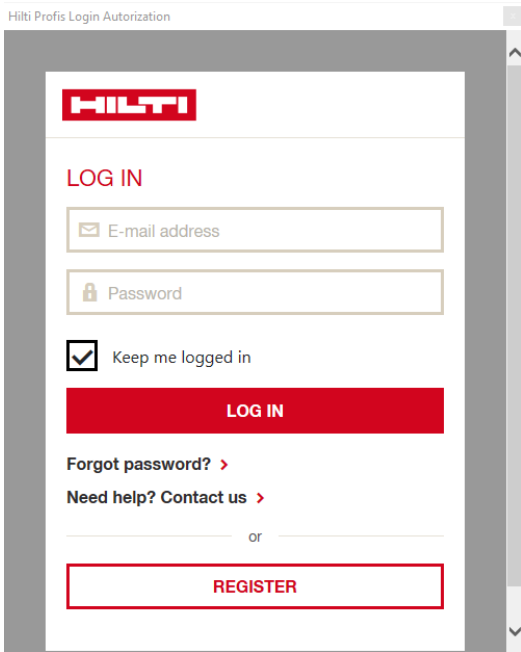 Hilti Profis Login Autorization
HILTI
LOG IN
E-mail address
Password
Keep me logged in
LOG IN
Forgot password?
Need help? Contact us
or
REGISTER